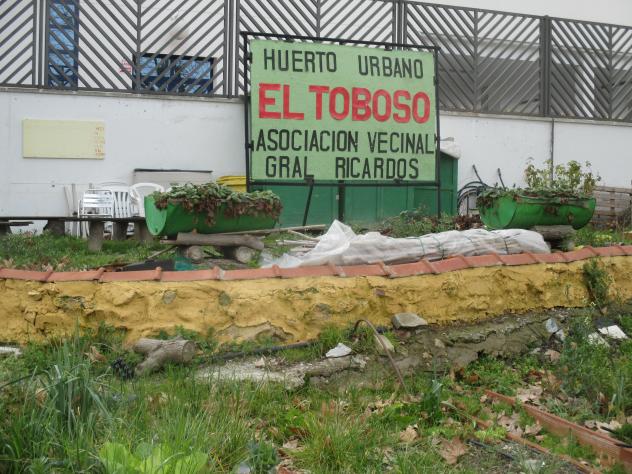 HUERTO URBANO
EL TOBOSO
ASOCIACION VECINAL
GRAL RICARDOS